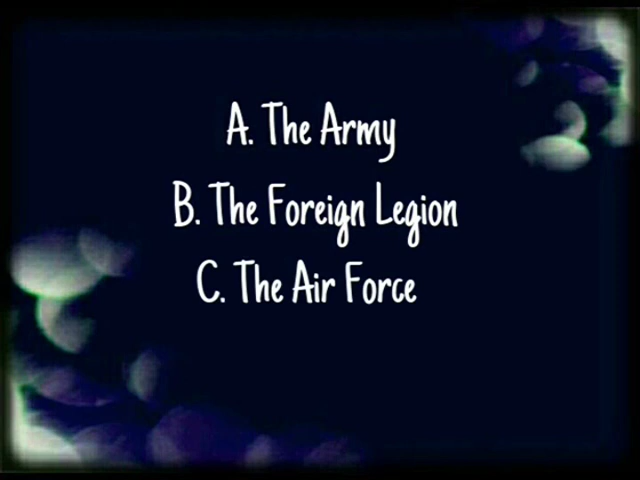 A. The Army
B. The Foreign Legion
C. The Air Force